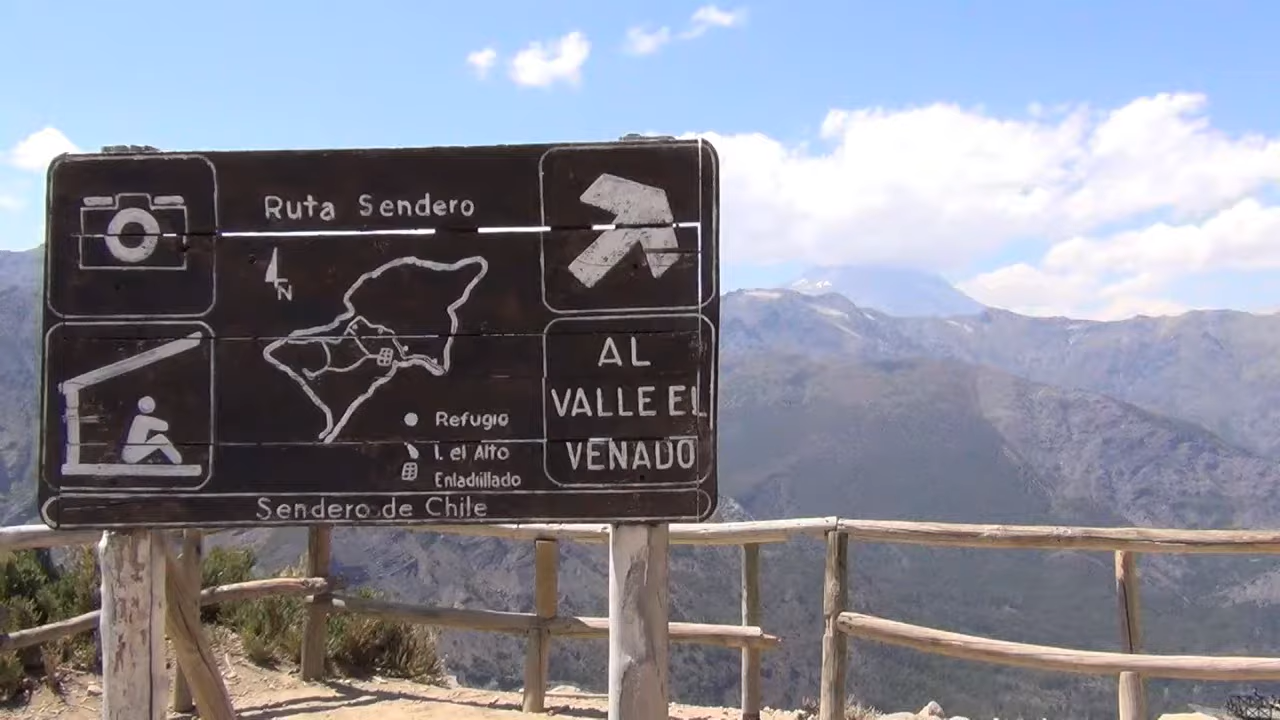 Ruta Sendero
N
AL
VALLE EL
VENADO
Refugio
l. el Alto
Enladrillado
Sendero de Chile